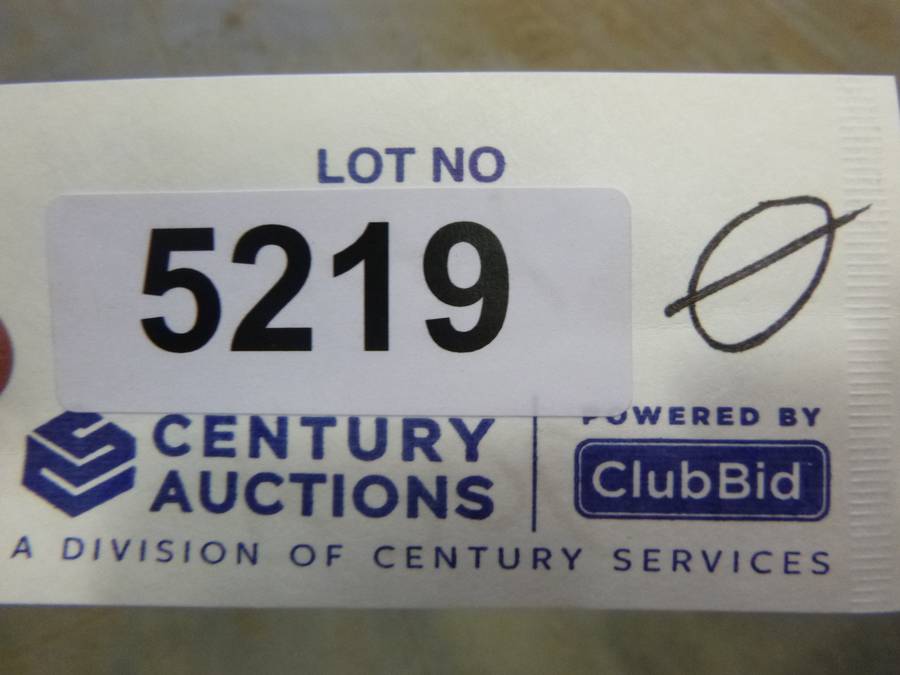 LOT NO
5219 Ø
CENTURY
AUCTIONS
POWERED BY
ClubBid
A DIVISION OF CENTURY SERVICES